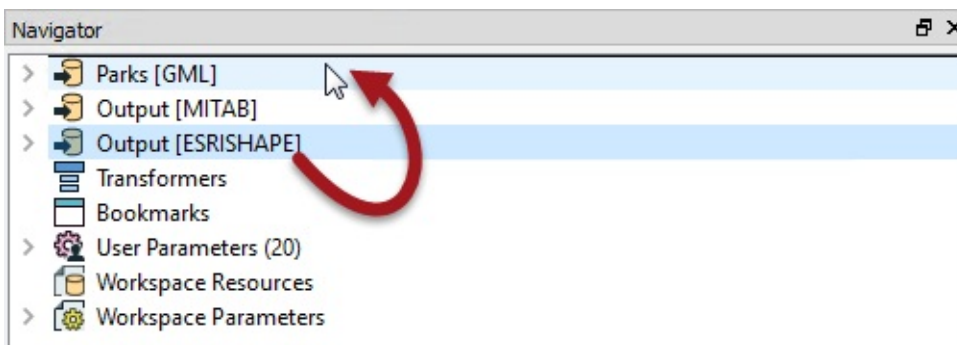 Navigator
Parks [GML]
Output [MITAB]
Output [ESRISHAPE]
Transformers
Bookmarks
User Parameters (20)
Workspace Resources
Workspace Parameters